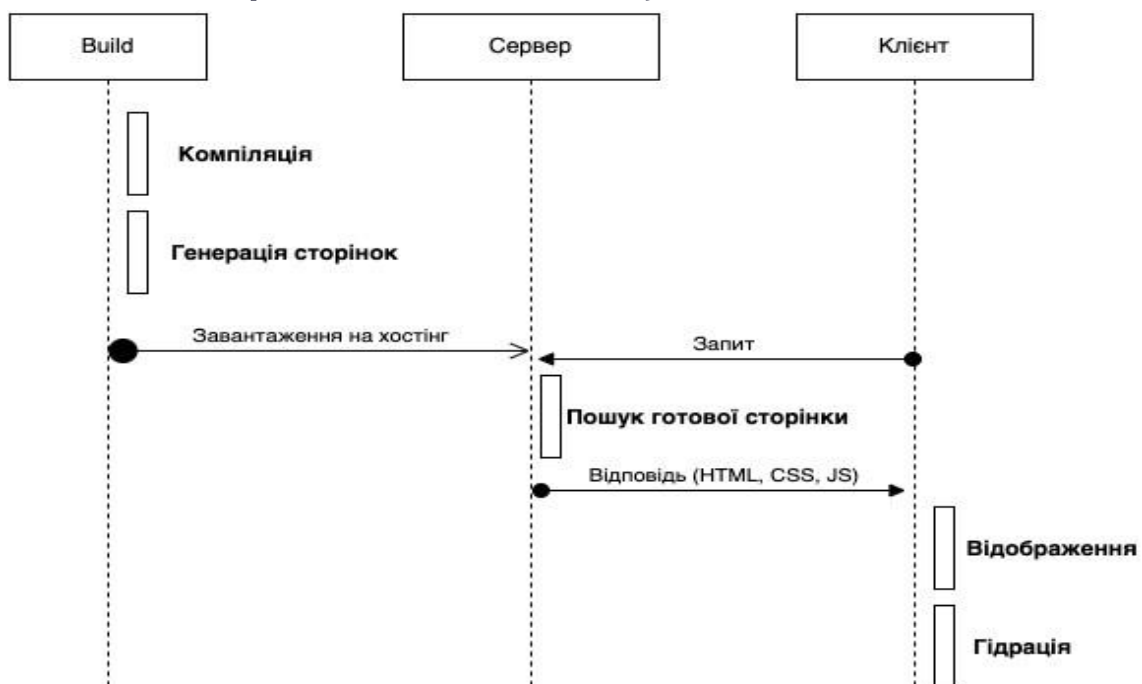 Build
Сервер
Клієнт
Компіляція
Генерація сторінок
Завантаження на хостінг
Запит
Пошук готової сторінки
Відповідь (HTML, CSS, JS)
Відображення
Гідрація